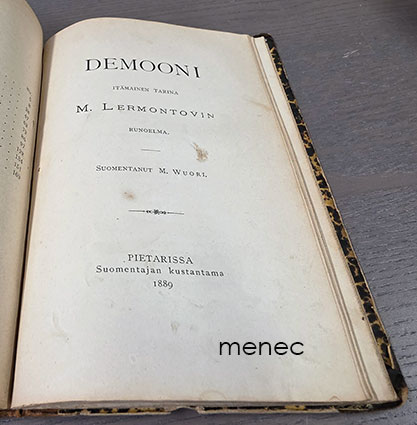 DEMOONI
ITÄMAINEN TARINA
M. LERMONTOVIN
RUNOELMA.
SUOMENTANUT M. WUORI.
PIETARISSA
Suomentajan kustantama
1889
menec